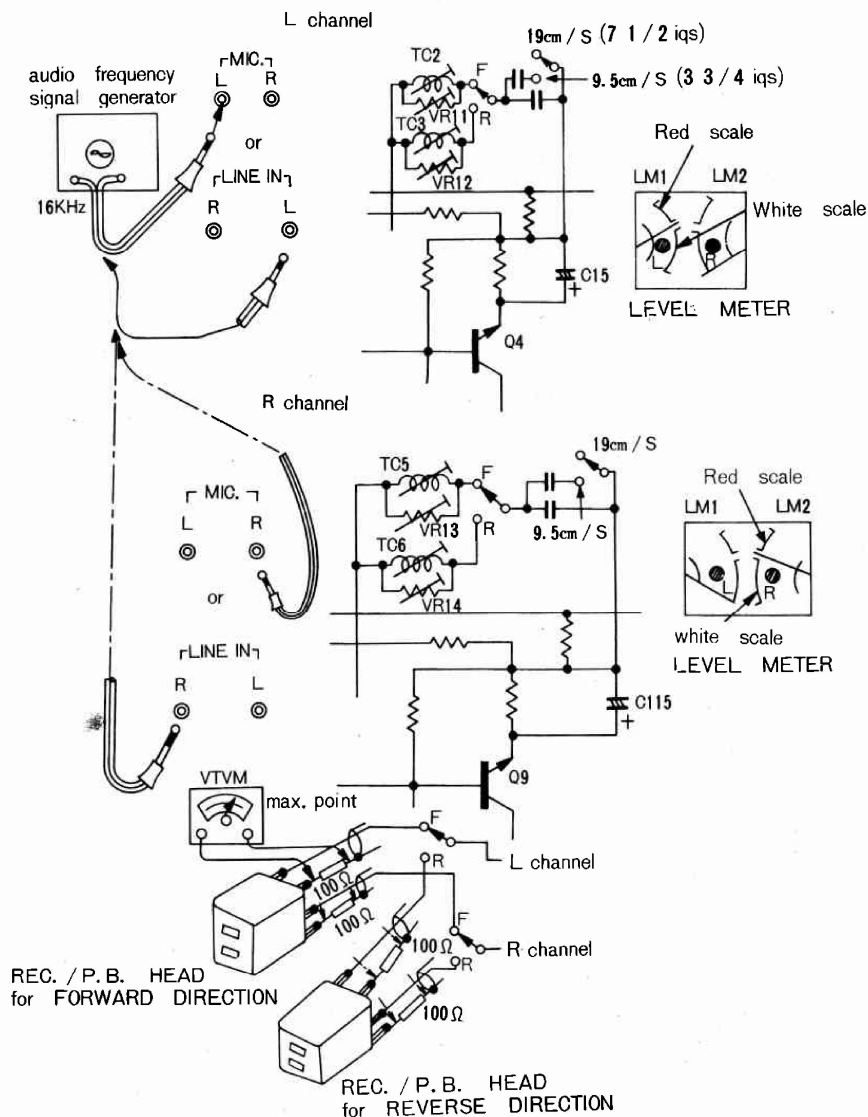 L channel
audio frequency
signal generator
16KHz
MIC.
L R
or
LINE IN
R L
TC2
VR11
TC3
VR12
F
R
19cm / S (7 1/2 iqs)
9.5cm / S (3 3/4 iqs)
C15
Q4
Red scale
LM1 LM2
White scale
L R
LEVEL METER
R channel
MIC.
L R
or
LINE IN
R L
TC5
VR13
TC6
VR14
F
R
19cm / S
9.5cm / S
C115
Q9
Red scale
LM1 LM2
L R
white scale
LEVEL METER
VTVM
max. point
F
L channel
R
100Ω
100Ω
F
R channel
R
100Ω
100Ω
REC. / P.B. HEAD
for FORWARD DIRECTION
REC. / P.B. HEAD
for REVERSE DIRECTION